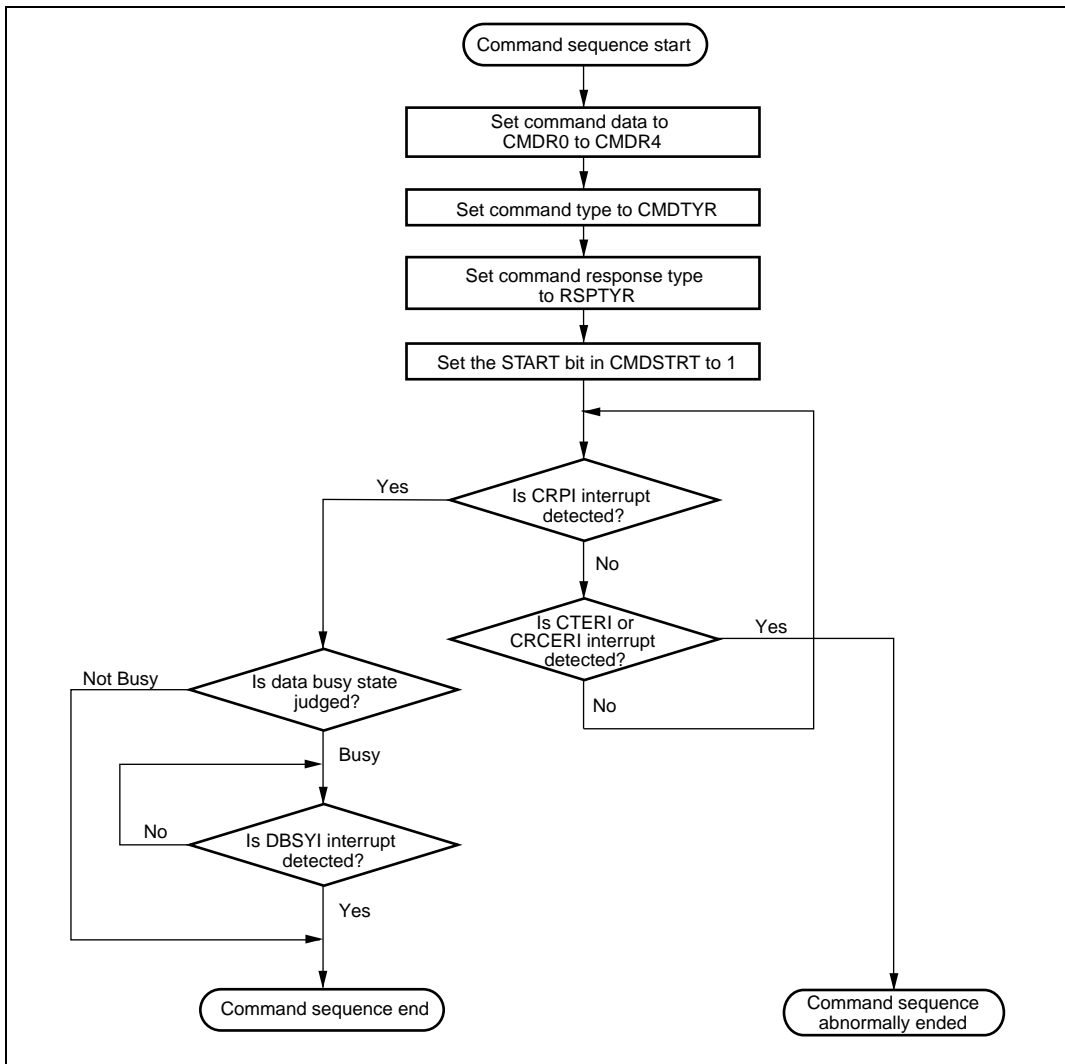 Command sequence start
Set command data to
CMDR0 to CMDR4
Set command type to CMDTYR
Set command response type
to RSPTYR
Set the START bit in CMDSTRT to 1
Yes
Is CRPI interrupt
detected?
No
Is CTERI or
CRCERI interrupt
detected?
Yes
No
Not Busy
Is data busy state
judged?
Busy
No
Is DBSYI interrupt
detected?
Yes
Command sequence end
Command sequence
abnormally ended